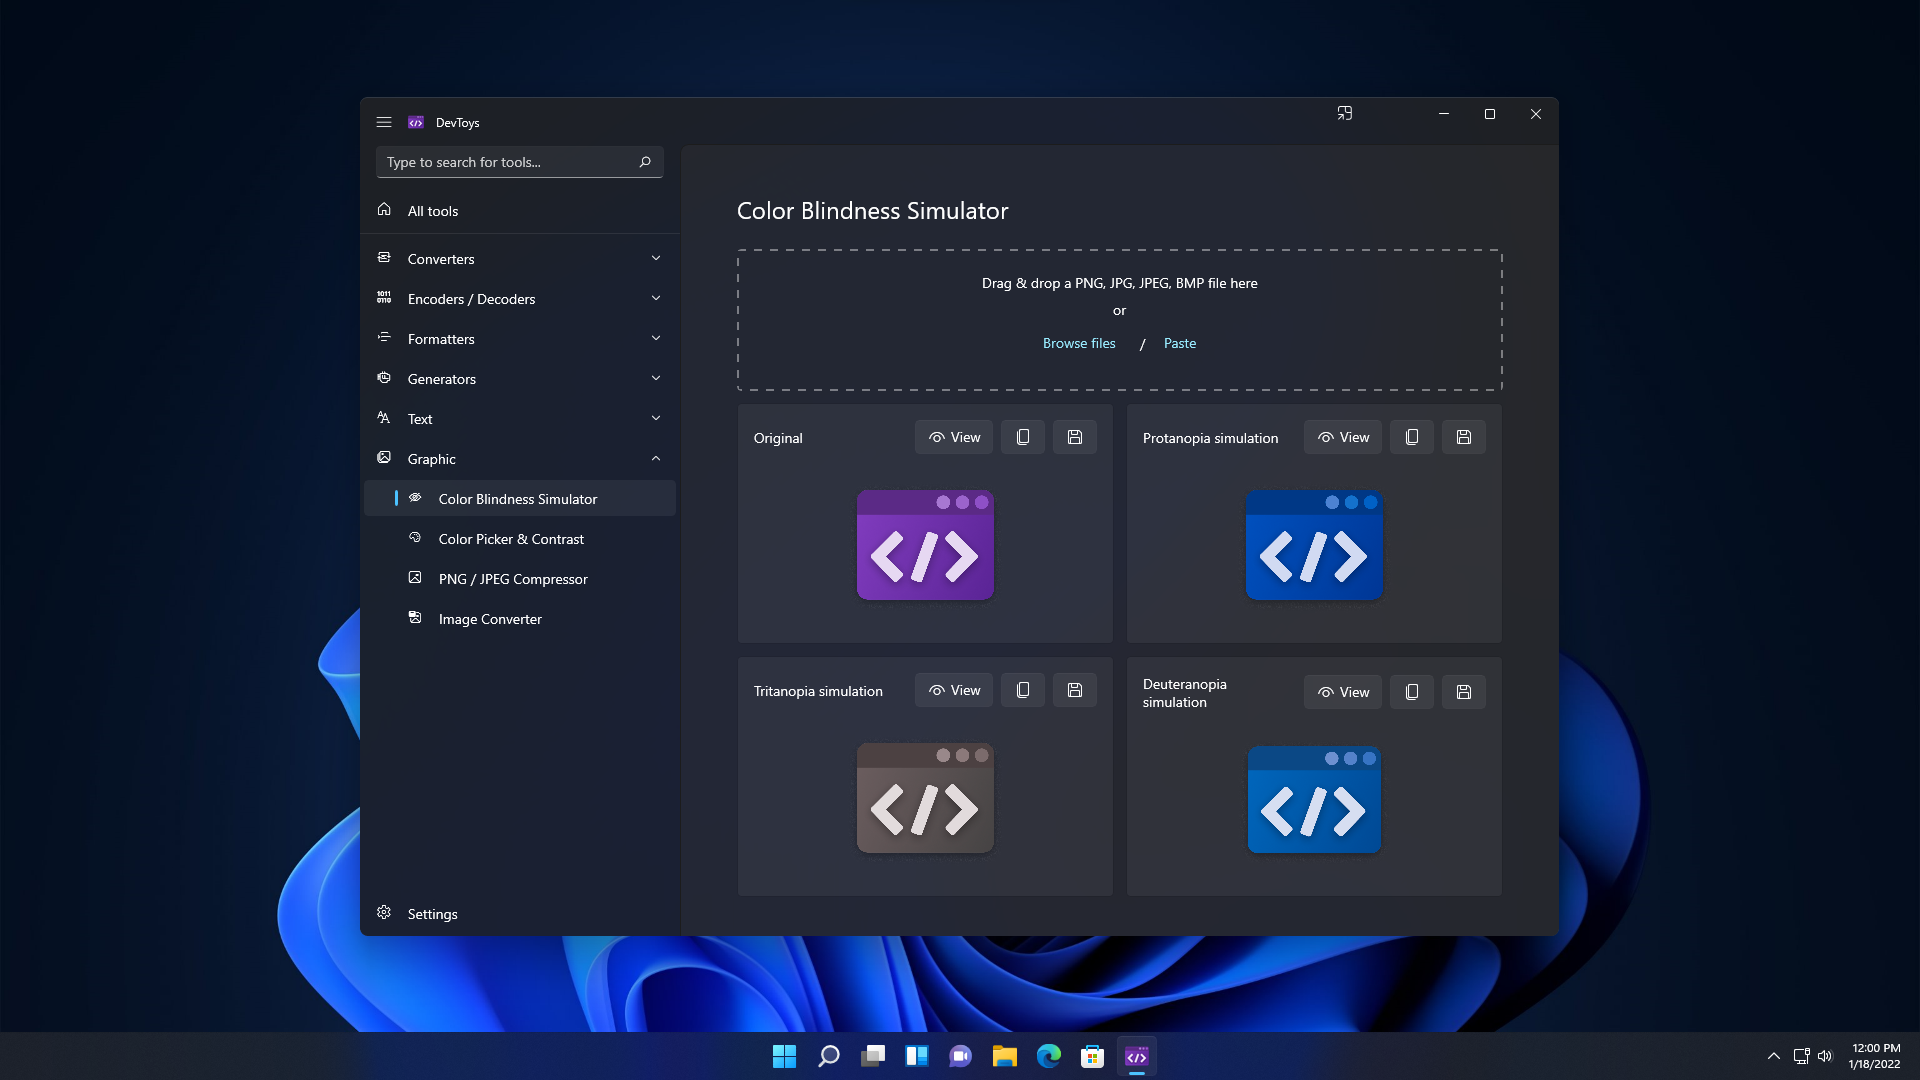 DevToys
Type to search for tools...
All tools
Converters
Encoders / Decoders
Formatters
Generators
Text
Graphic
Color Blindness Simulator
Color Picker & Contrast
PNG / JPEG Compressor
Image Converter
Settings
Color Blindness Simulator
Drag & drop a PNG, JPG, JPEG, BMP file here
or
Browse files / Paste
Original View
</>
Protanopia simulation View
</>
Tritanopia simulation View
</>
Deuteranopia
simulation
View
</>
12:00 PM
1/18/2022